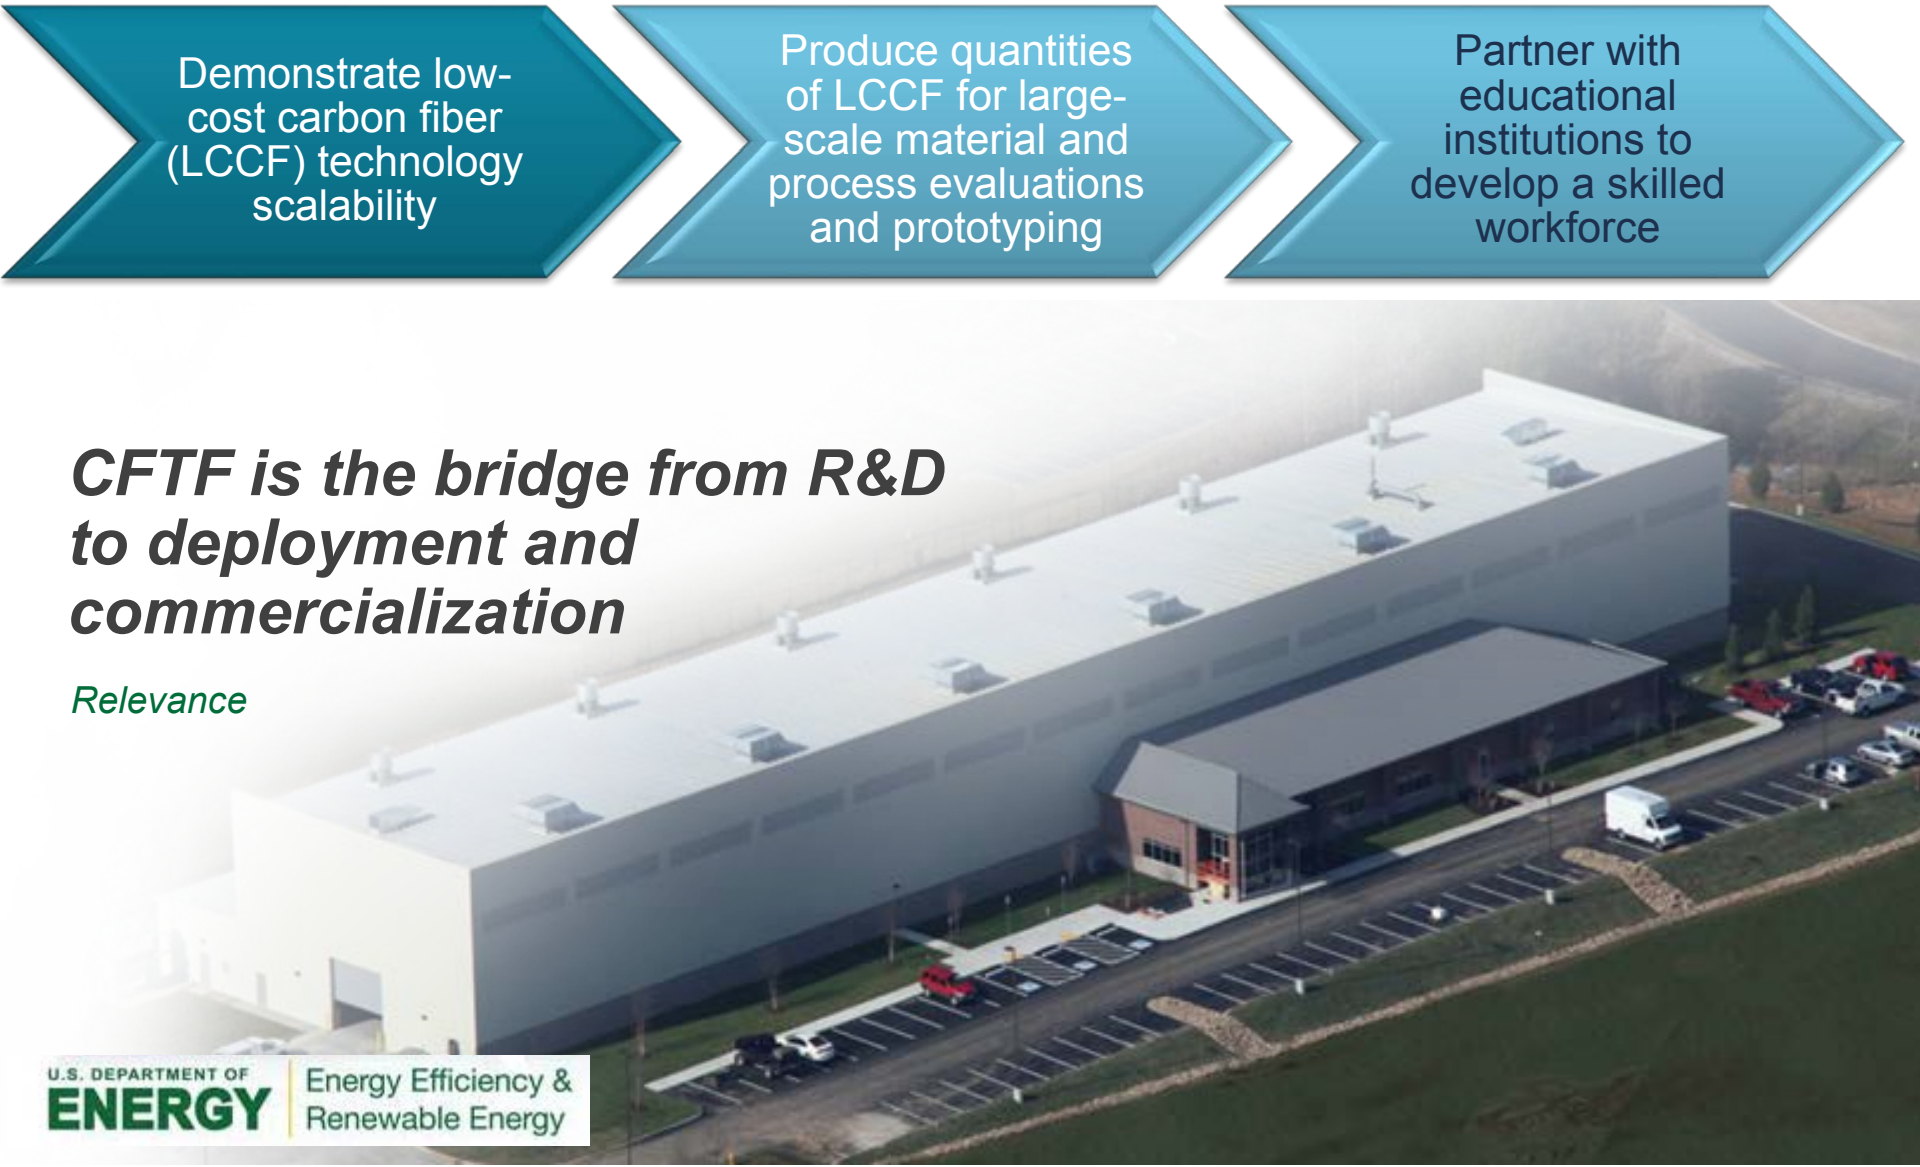 Demonstrate low-
cost carbon fiber
(LCCF) technology
scalability
Produce quantities
of LCCF for large-
scale material and
process evaluations
and prototyping
Partner with
educational
institutions to
develop a skilled
workforce
CFTF is the bridge from R&D
to deployment and
commercialization
Relevance
U.S. DEPARTMENT OF
ENERGY
Energy Efficiency &
Renewable Energy